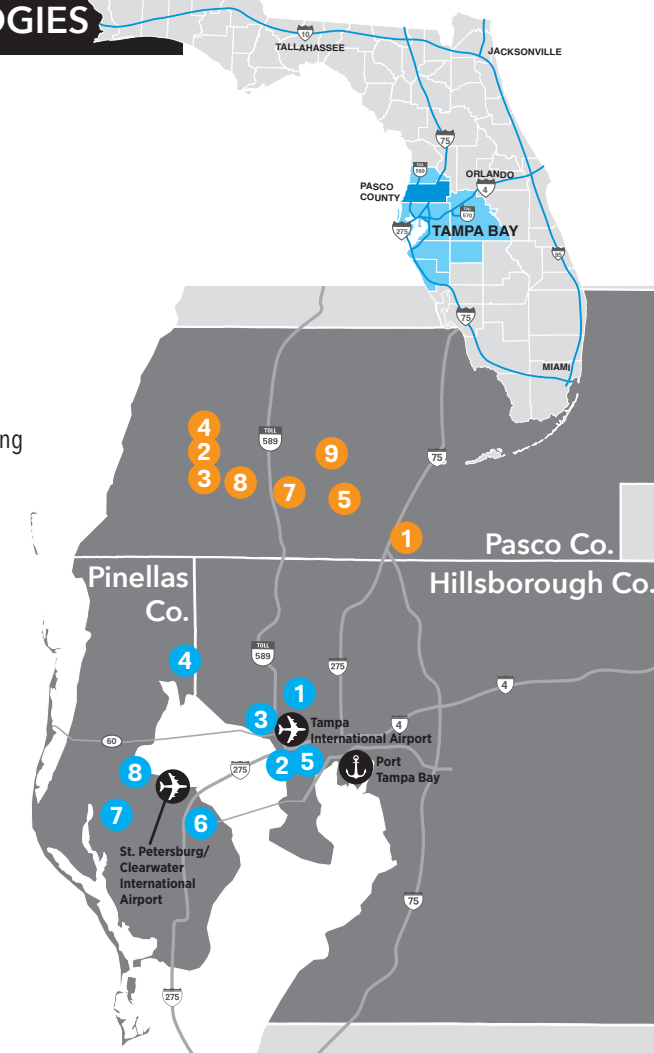 OGIES
10
TALLAHASSEE
JACKSONVILLE
75
TOLL
589
ORLANDO
4
PASCO
COUNTY
TOLL
570
275
TAMPA BAY
95
75
MIAMI
ng
4
2
3
8
TOLL
589
7
9
5
75
1
Pasco Co.
Pinellas
Co.
Hillsborough Co.
4
TOLL
589
275
1
4
3
Tampa
International Airport
4
60
2
5
Port
Tampa Bay
8
275
7
6
St. Petersburg/
Clearwater
International
Airport
75
275